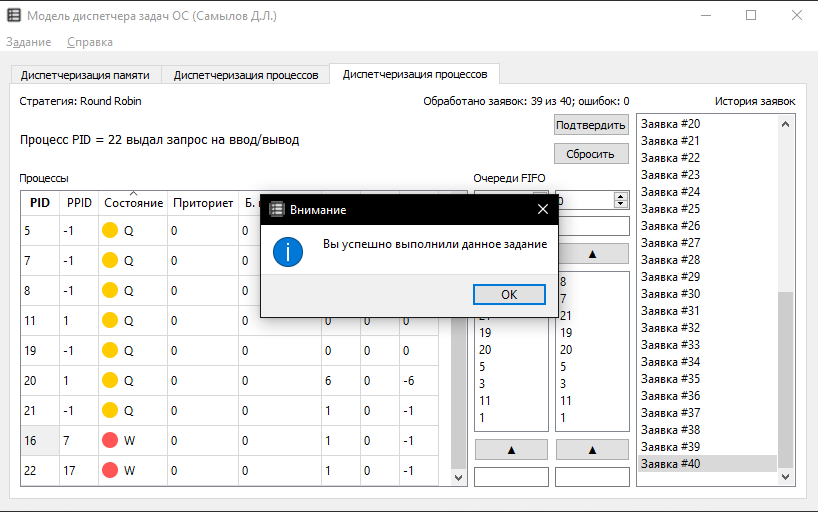 Модель диспетчера задач ОС (Самылов Д.Л.)
Задание Справка
Диспетчеризация памяти Диспетчеризация процессов Диспетчеризация процессов
Стратегия: Round Robin Обработано заявок: 39 из 40; ошибок: 0 История заявок
Процесс PID = 22 выдал запрос на ввод/вывод
Подтвердить
Сбросить
Процессы
PID PPID Состояние Приоритет Б.
5 -1 Q 0 0
7 -1 Q 0 0
8 -1 Q 0 0
11 1 Q 0 0 0 0 0
19 -1 Q 0 0 0 0 0
20 1 Q 0 0 6 0 -6
21 -1 Q 0 0 1 0 -1
16 7 W 0 0 1 0 -1
22 17 W 0 0 1 0 -1
Очереди FIFO
0
▲
21
19
20
5
3
11
1
▲
8
7
21
19
20
5
3
11
1
▲
Внимание
Вы успешно выполнили данное задание
OK
Заявка #20
Заявка #21
Заявка #22
Заявка #23
Заявка #24
Заявка #25
Заявка #26
Заявка #27
Заявка #28
Заявка #29
Заявка #30
Заявка #31
Заявка #32
Заявка #33
Заявка #34
Заявка #35
Заявка #36
Заявка #37
Заявка #38
Заявка #39
Заявка #40